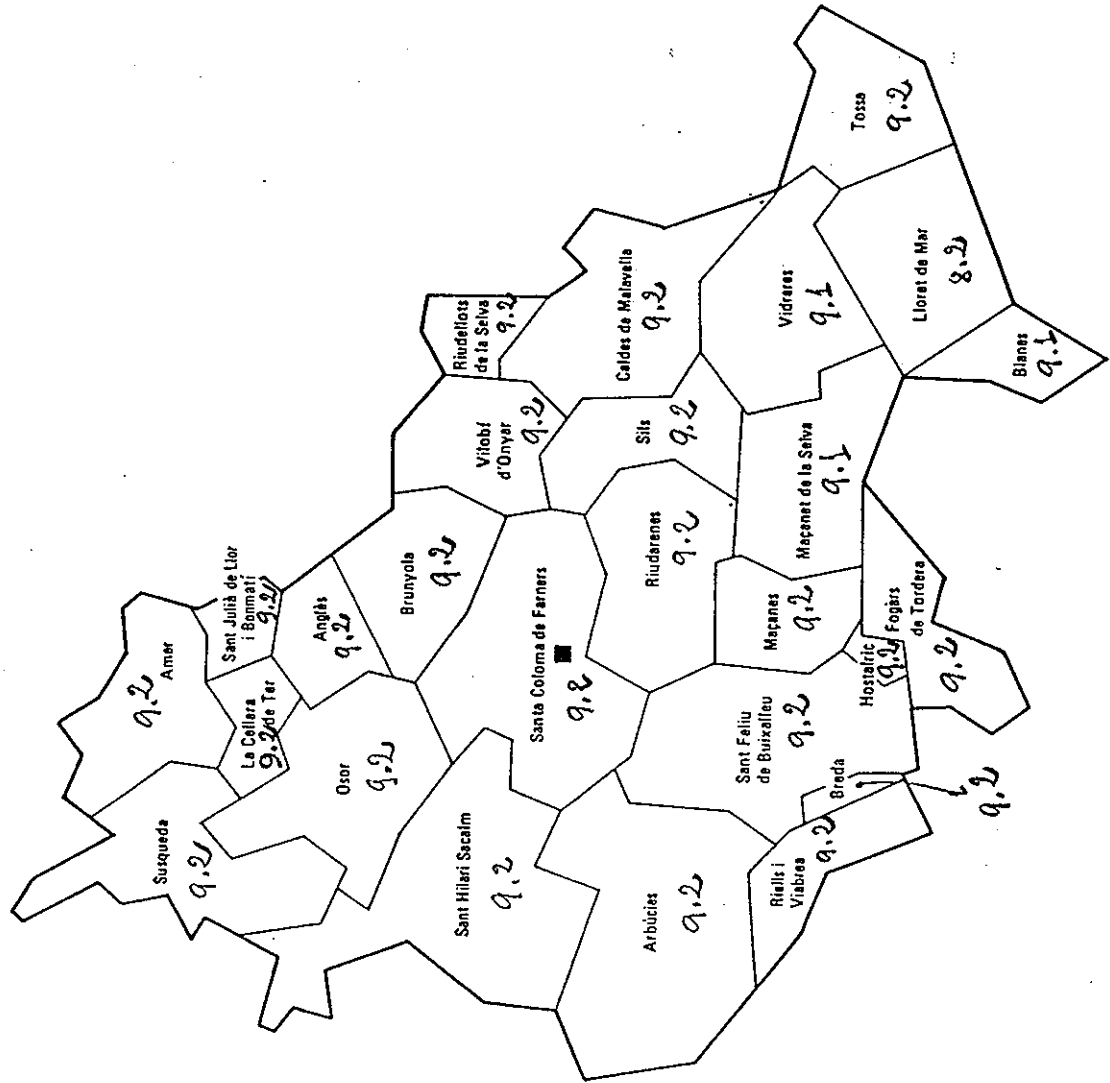 Susqueda
9.2
Amer
9.2
La Cellera
de Ter
9.2
Sant Julià de Llor
i Bonmatí
9.2
Anglès
9.2
Osor
9.2
Brunyola
9.2
Vilobí
d'Onyar
9.2
Riudellots
de la Selva
9.2
Sant Hilari Sacalm
9.2
Santa Coloma de Farners
9.2
Sils
9.2
Caldes de Malavella
9.2
Arbúcies
9.2
Riudarenes
9.2
Sant Feliu
de Buixalleu
9.2
Maçanes
9.2
Maçanet de la Selva
9.1
Vidreres
9.1
Tossa
9.2
Riells i
Viabrea
9.2
Breda
9.2
Hostalric
9.2
Fogàrs
de Tordera
9.2
Lloret de Mar
8.2
Blanes
9.1